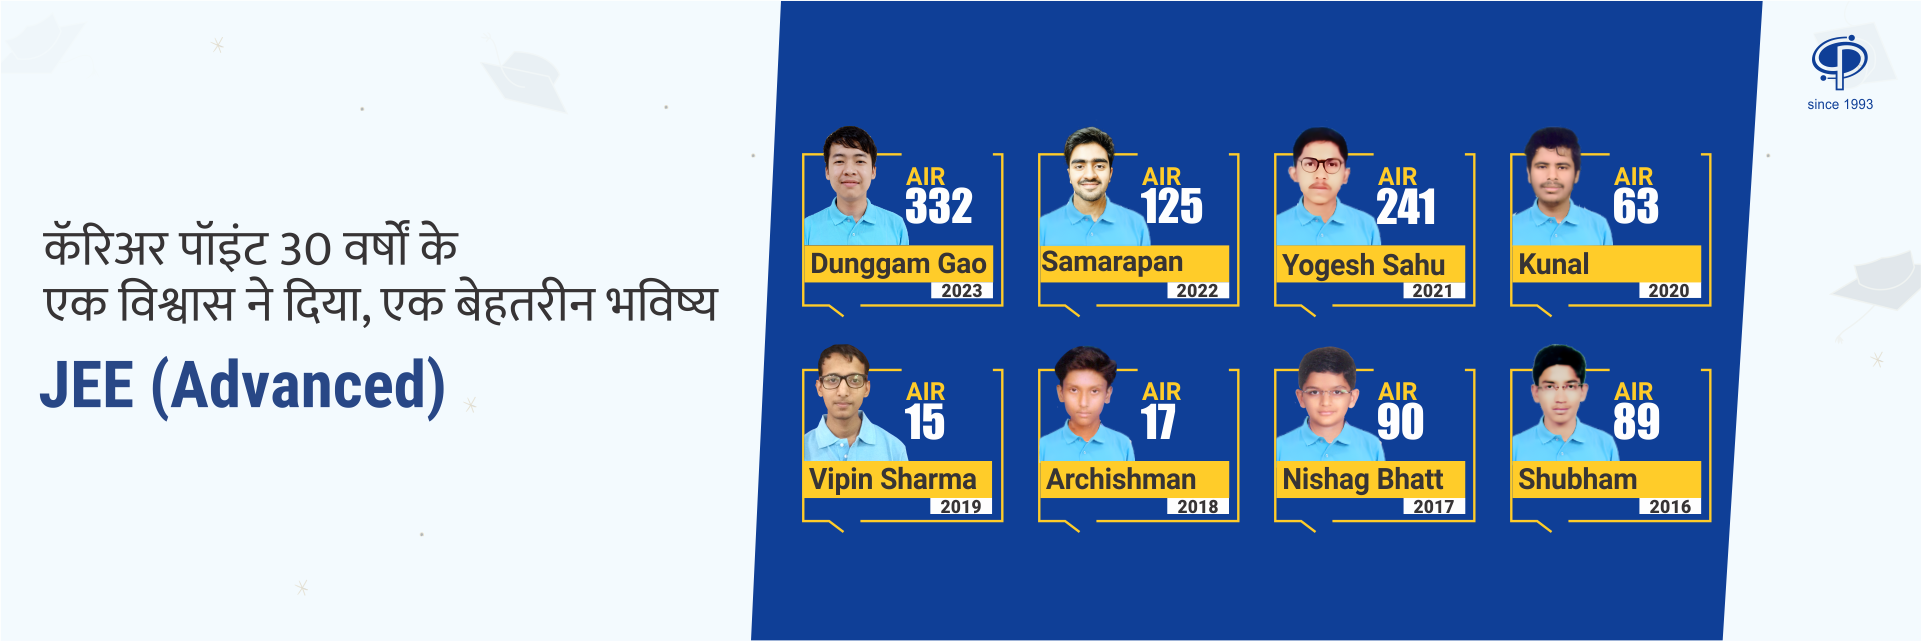 कॅरिअर पॉइंट 30 वर्षों के
एक विश्वास ने दिया, एक बेहतरीन भविष्य
JEE (Advanced)
AIR
332
Dunggam Gao
2023
AIR
125
Samarapan
2022
AIR
241
Yogesh Sahu
2021
AIR
63
Kunal
2020
AIR
15
Vipin Sharma
2019
AIR
17
Archishman
2018
AIR
90
Nishag Bhatt
2017
AIR
89
Shubham
2016
cp
since 1993